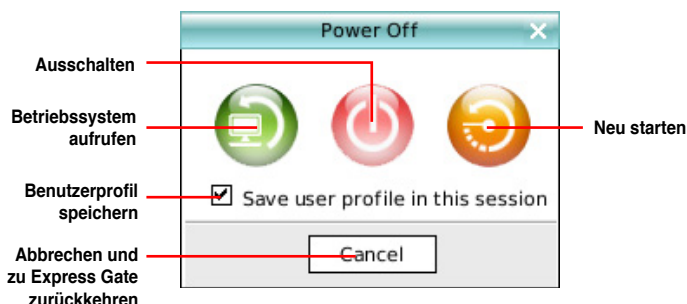 Power Off
Ausschalten
Betriebssystem
aufrufen
Neu starten
Benutzerprofil
speichern
Save user profile in this session
Abbrechen und
zu Express Gate
zurückkehren
Cancel